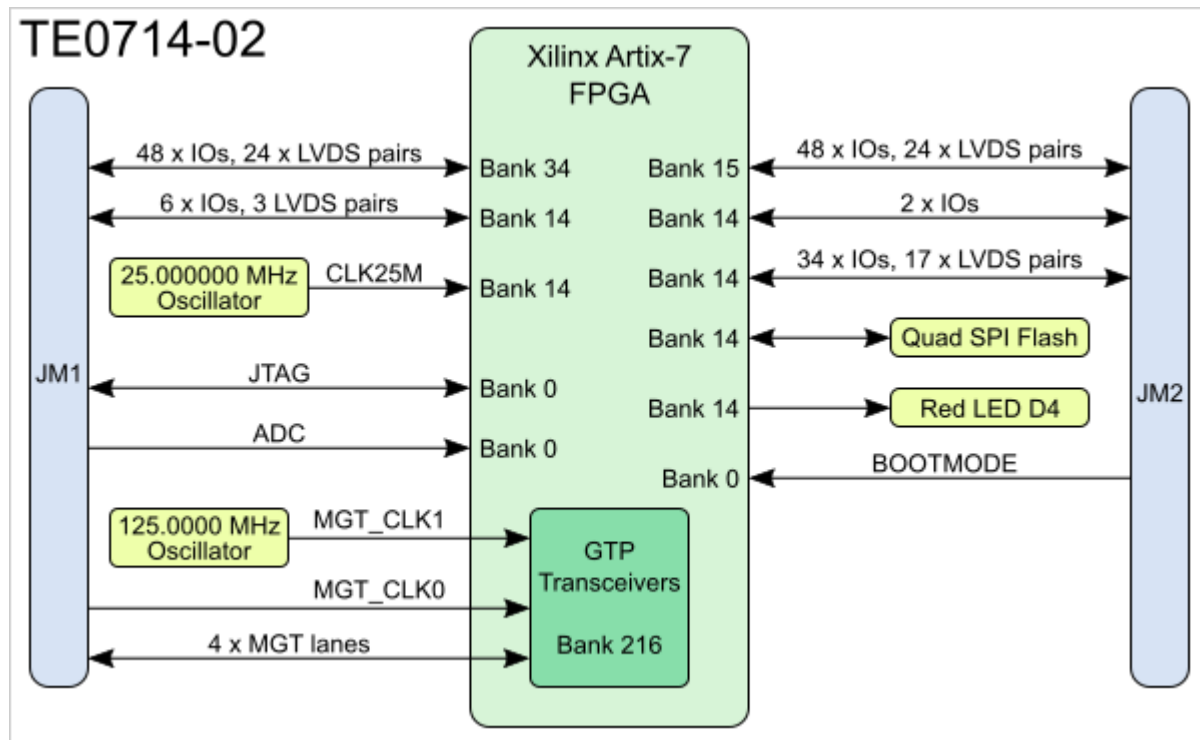 TE0714-02
Xilinx Artix-7
FPGA
48 x IOs, 24 x LVDS pairs
Bank 34
Bank 15
48 x IOs, 24 x LVDS pairs
6 x IOs, 3 LVDS pairs
Bank 14
Bank 14
2 x IOs
25.000000 MHz
Oscillator
CLK25M
Bank 14
Bank 14
34 x IOs, 17 x LVDS pairs
Bank 14
Quad SPI Flash
JM1
JTAG
Bank 0
Bank 14
Red LED D4
JM2
ADC
Bank 0
Bank 0
BOOTMODE
125.0000 MHz
Oscillator
MGT_CLK1
GTP
Transceivers
MGT_CLK0
4 x MGT lanes
Bank 216